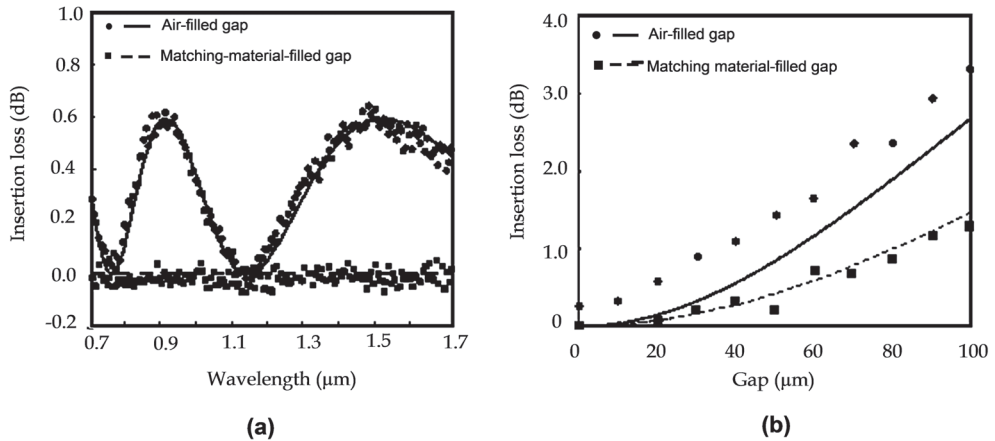 1.0
0.8
0.6
0.4
0.2
0.0
-0.2
Insertion loss (dB)
Air-filled gap
Matching-material-filled gap
0.7 0.9 1.1 1.3 1.5 1.7
Wavelength (μm)
(a)
4.0
3.0
2.0
1.0
0
Insertion loss (dB)
Air-filled gap
Matching material-filled gap
0 20 40 60 80 100
Gap (μm)
(b)